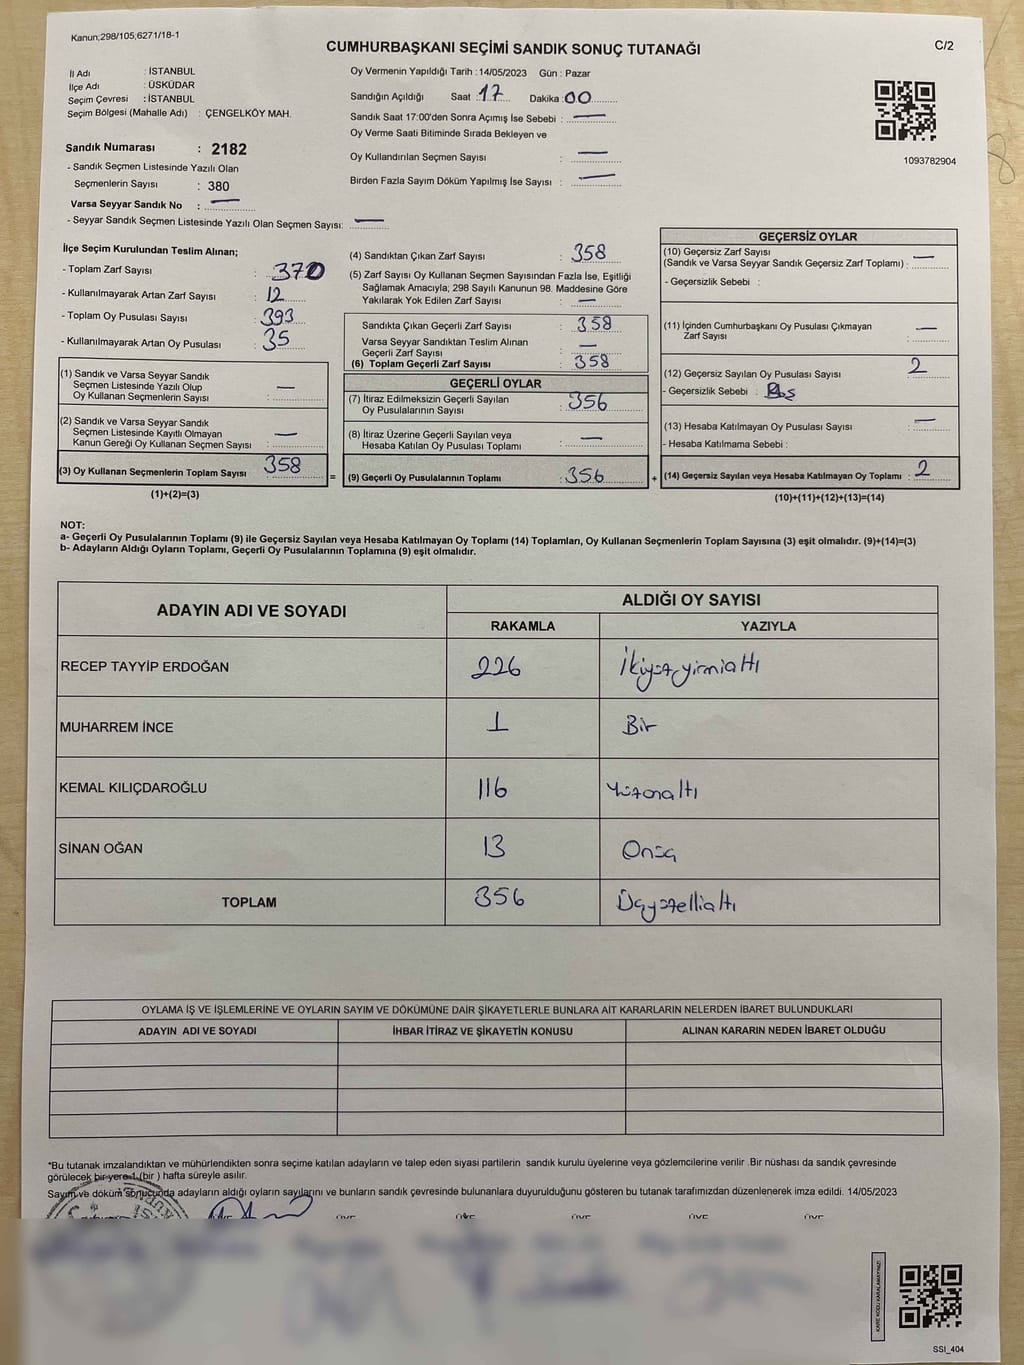 Kanun;298/105,6271/18-1
CUMHURBAŞKANI SEÇİMİ SANDIK SONUÇ TUTANAĞI
C/2
İl Adı : İSTANBUL
İlçe Adı : ÜSKÜDAR
Seçim Çevresi : İSTANBUL
Seçim Bölgesi (Mahalle Adı) : ÇENGELKÖY MAH.
Sandık Numarası : 2182
- Sandık Seçmen Listesinde Yazılı Olan
Seçmenlerin Sayısı : 380
Varsa Seyyar Sandık No : —
- Seyyar Sandık Seçmen Listesinde Yazılı Olan Seçmen Sayısı: —
Oy Vermenin Yapıldığı Tarih : 14/05/2023 Gün : Pazar
Sandığın Açıldığı Saat 17 Dakika : 00
Sandık Saat 17:00'den Sonra Açımış İse Sebebi : —
Oy Verme Saati Bitiminde Sırada Bekleyen ve
Oy Kullandırılan Seçmen Sayısı : —
Birden Fazla Sayım Döküm Yapılmış İse Sayısı : —
1093782904
İlçe Seçim Kurulundan Teslim Alınan;
- Toplam Zarf Sayısı : 370
- Kullanılmayarak Artan Zarf Sayısı : 12
- Toplam Oy Pusulası Sayısı : 393
- Kullanılmayarak Artan Oy Pusulası : 35
(1) Sandık ve Varsa Seyyar Sandık
Seçmen Listesinde Yazılı Olup
Oy Kullanan Seçmenlerin Sayısı : —
(2) Sandık ve Varsa Seyyar Sandık
Seçmen Listesinde Kayıtlı Olmayan
Kanun Gereği Oy Kullanan Seçmen Sayısı : —
(3) Oy Kullanan Seçmenlerin Toplam Sayısı : 358
(1)+(2)=(3)
=
(4) Sandıktan Çıkan Zarf Sayısı : 358
(5) Zarf Sayısı Oy Kullanan Seçmen Sayısından Fazla İse, Eşitliği
Sağlamak Amacıyla; 298 Sayılı Kanunun 98. Maddesine Göre
Yakılarak Yok Edilen Zarf Sayısı : —
Sandıkta Çıkan Geçerli Zarf Sayısı : 358
Varsa Seyyar Sandıktan Teslim Alınan
Geçerli Zarf Sayısı : —
(6) Toplam Geçerli Zarf Sayısı : 358
GEÇERLİ OYLAR
(7) İtiraz Edilmeksizin Geçerli Sayılan
Oy Pusulalarının Sayısı : 356
(8) İtiraz Üzerine Geçerli Sayılan veya
Hesaba Katılan Oy Pusulası Toplamı : —
(9) Geçerli Oy Pusulalarının Toplamı : 356
+
GEÇERSİZ OYLAR
(10) Geçersiz Zarf Sayısı
(Sandık ve Varsa Seyyar Sandık Geçersiz Zarf Toplamı) : —
- Geçersizlik Sebebi :
(11) İçinden Cumhurbaşkanı Oy Pusulası Çıkmayan
Zarf Sayısı : —
(12) Geçersiz Sayılan Oy Pusulası Sayısı : 2
- Geçersizlik Sebebi :
(13) Hesaba Katılmayan Oy Pusulası Sayısı : —
- Hesaba Katılmama Sebebi :
(14) Geçersiz Sayılan veya Hesaba Katılmayan Oy Toplamı : 2
(10)+(11)+(12)+(13)=(14)
NOT:
a- Geçerli Oy Pusulalarının Toplamı (9) ile Geçersiz Sayılan veya Hesaba Katılmayan Oy Toplamı (14) Toplamları, Oy Kullanan Seçmenlerin Toplam Sayısına (3) eşit olmalıdır. (9)+(14)=(3)
b- Adayların Aldığı Oyların Toplamı, Geçerli Oy Pusulalarının Toplamına (9) eşit olmalıdır.
ADAYIN ADI VE SOYADI
ALDIĞI OY SAYISI
RAKAMLA YAZIYLA
RECEP TAYYİP ERDOĞAN 226 İkiyüzyirmialtı
MUHARREM İNCE 1 Bir
KEMAL KILIÇDAROĞLU 116 Yüzonaltı
SİNAN OĞAN 13 Onüç
TOPLAM 356 Üçyüzellialtı
OYLAMA İŞ VE İŞLEMLERİNE VE OYLARIN SAYIM VE DÖKÜMÜNE DAİR ŞİKAYETLERLE BUNLARA AİT KARARLARIN NELERDEN İBARET BULUNDUKLARI
ADAYIN ADI VE SOYADI İHBAR İTİRAZ VE ŞİKAYETİN KONUSU ALINAN KARARIN NEDEN İBARET OLDUĞU
*Bu tutanak imzalandıktan ve mühürlendikten sonra seçime katılan adayların ve talep eden siyasi partilerin sandık kurulu üyelerine veya gözlemcilerine verilir .Bir nüshası da sandık çevresinde
görülecek bir yere 1 (bir ) hafta süreyle asılır.
Sayım ve döküm sonucunda adayların aldığı oyların sayılarını ve bunların sandık çevresinde bulunanlara duyurulduğunu gösteren bu tutanak tarafımızdan düzenlenerek imza edildi. 14/05/2023
ÜYE ÜYE ÜYE ÜYE ÜYE
KARE KODU KARALAMAYINIZ!
SSI_404